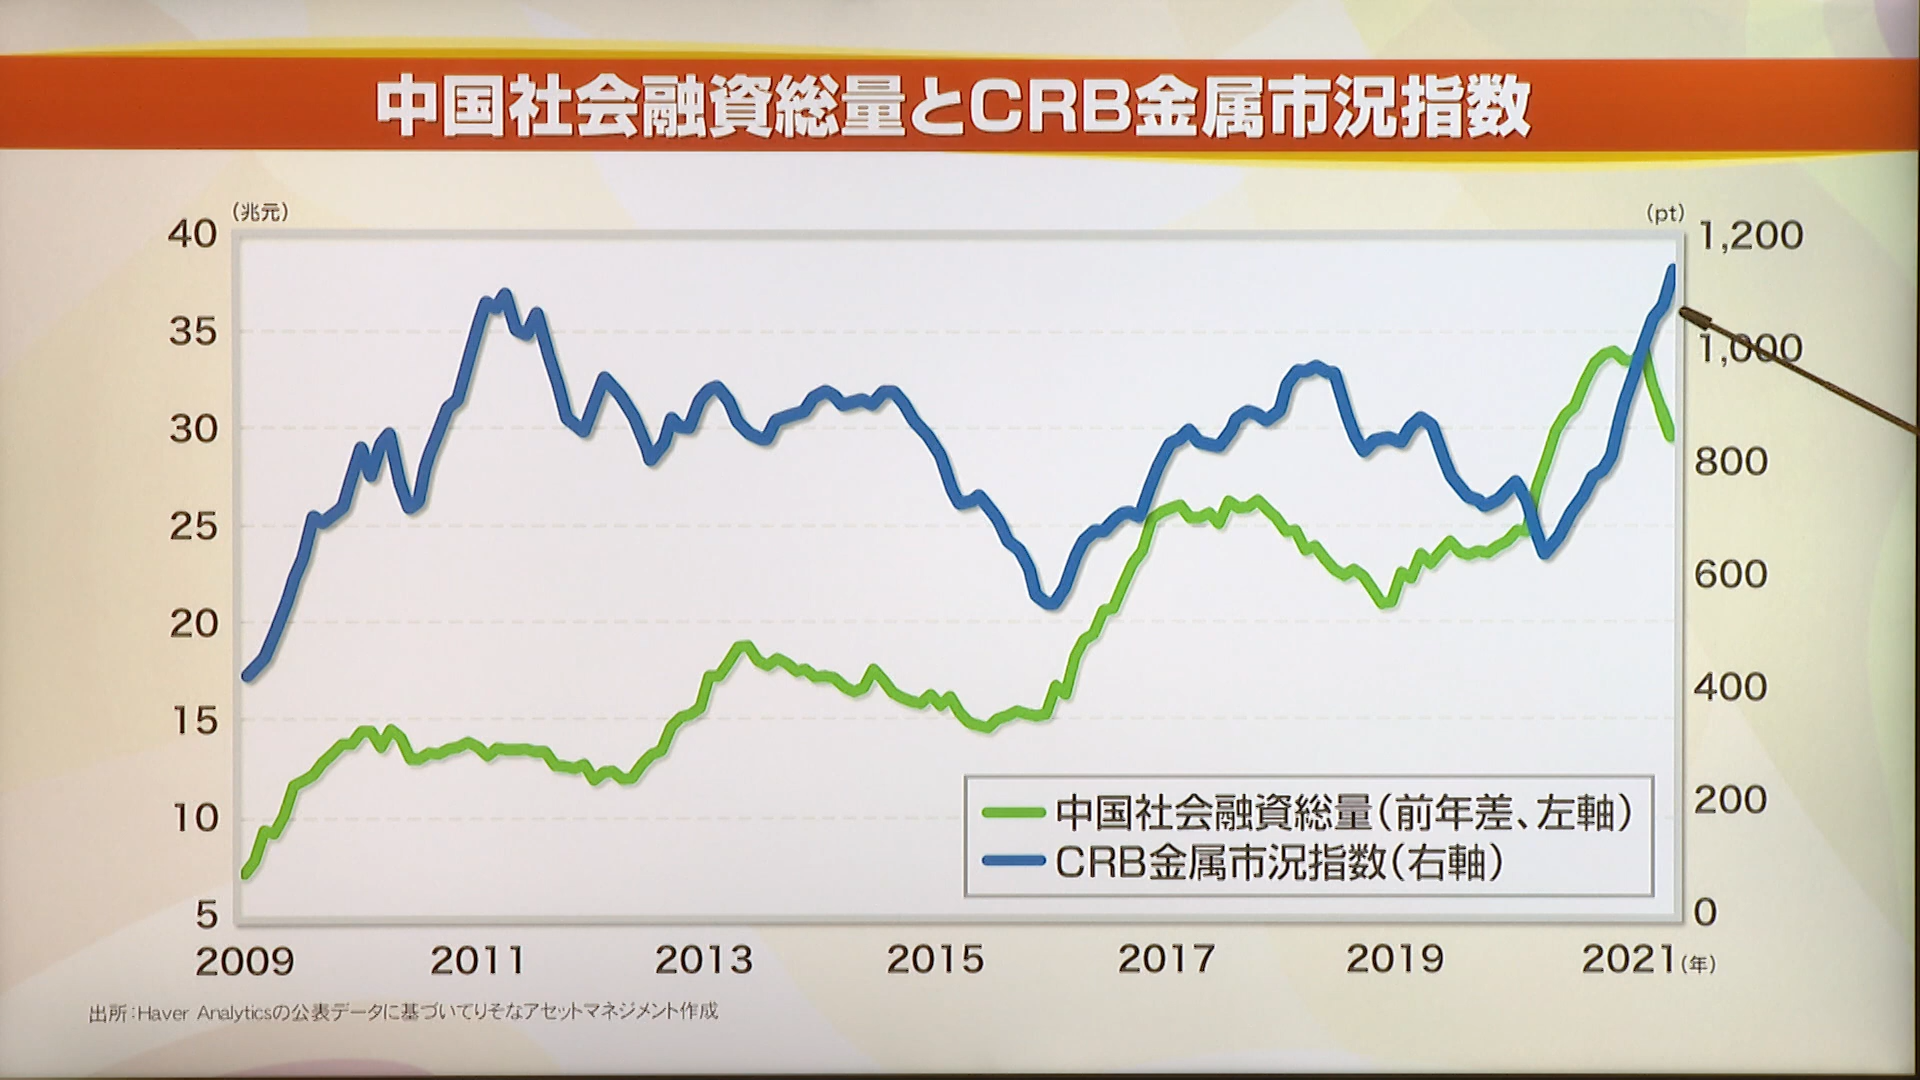 中国社会融資総量とCRB金属市況指数
(兆元)
(pt)
40
35
30
25
20
15
10
5
1,200
1,000
800
600
400
200
0
中国社会融資総量(前年差、左軸)
CRB金属市況指数(右軸)
2009 2011 2013 2015 2017 2019 2021 (年)
出所:Haver Analyticsの公表データに基づいてりそなアセットマネジメント作成